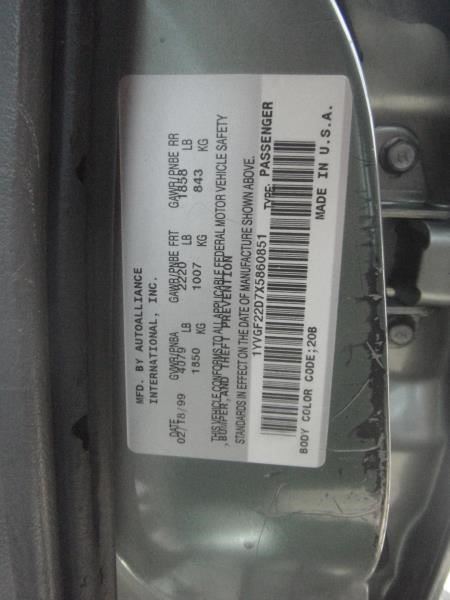 MFD. BY AUTOALLIANCE
INTERNATIONAL, INC.
DATE GVWR/PNBA GAWR/PNBE FRT GAWR/PNBE RR
02/18/99 4079 LB 2220 LB 1858 LB
1850 KG 1007 KG 843 KG
THIS VEHICLE CONFORMS TO ALL APPLICABLE FEDERAL MOTOR VEHICLE SAFETY
, BUMPER, AND THEFT PREVENTION
STANDARDS IN EFFECT ON THE DATE OF MANUFACTURE SHOWN ABOVE.
1YVGF22D7X5860851 TYPE: PASSENGER
BODY COLOR CODE;20B MADE IN U.S.A.